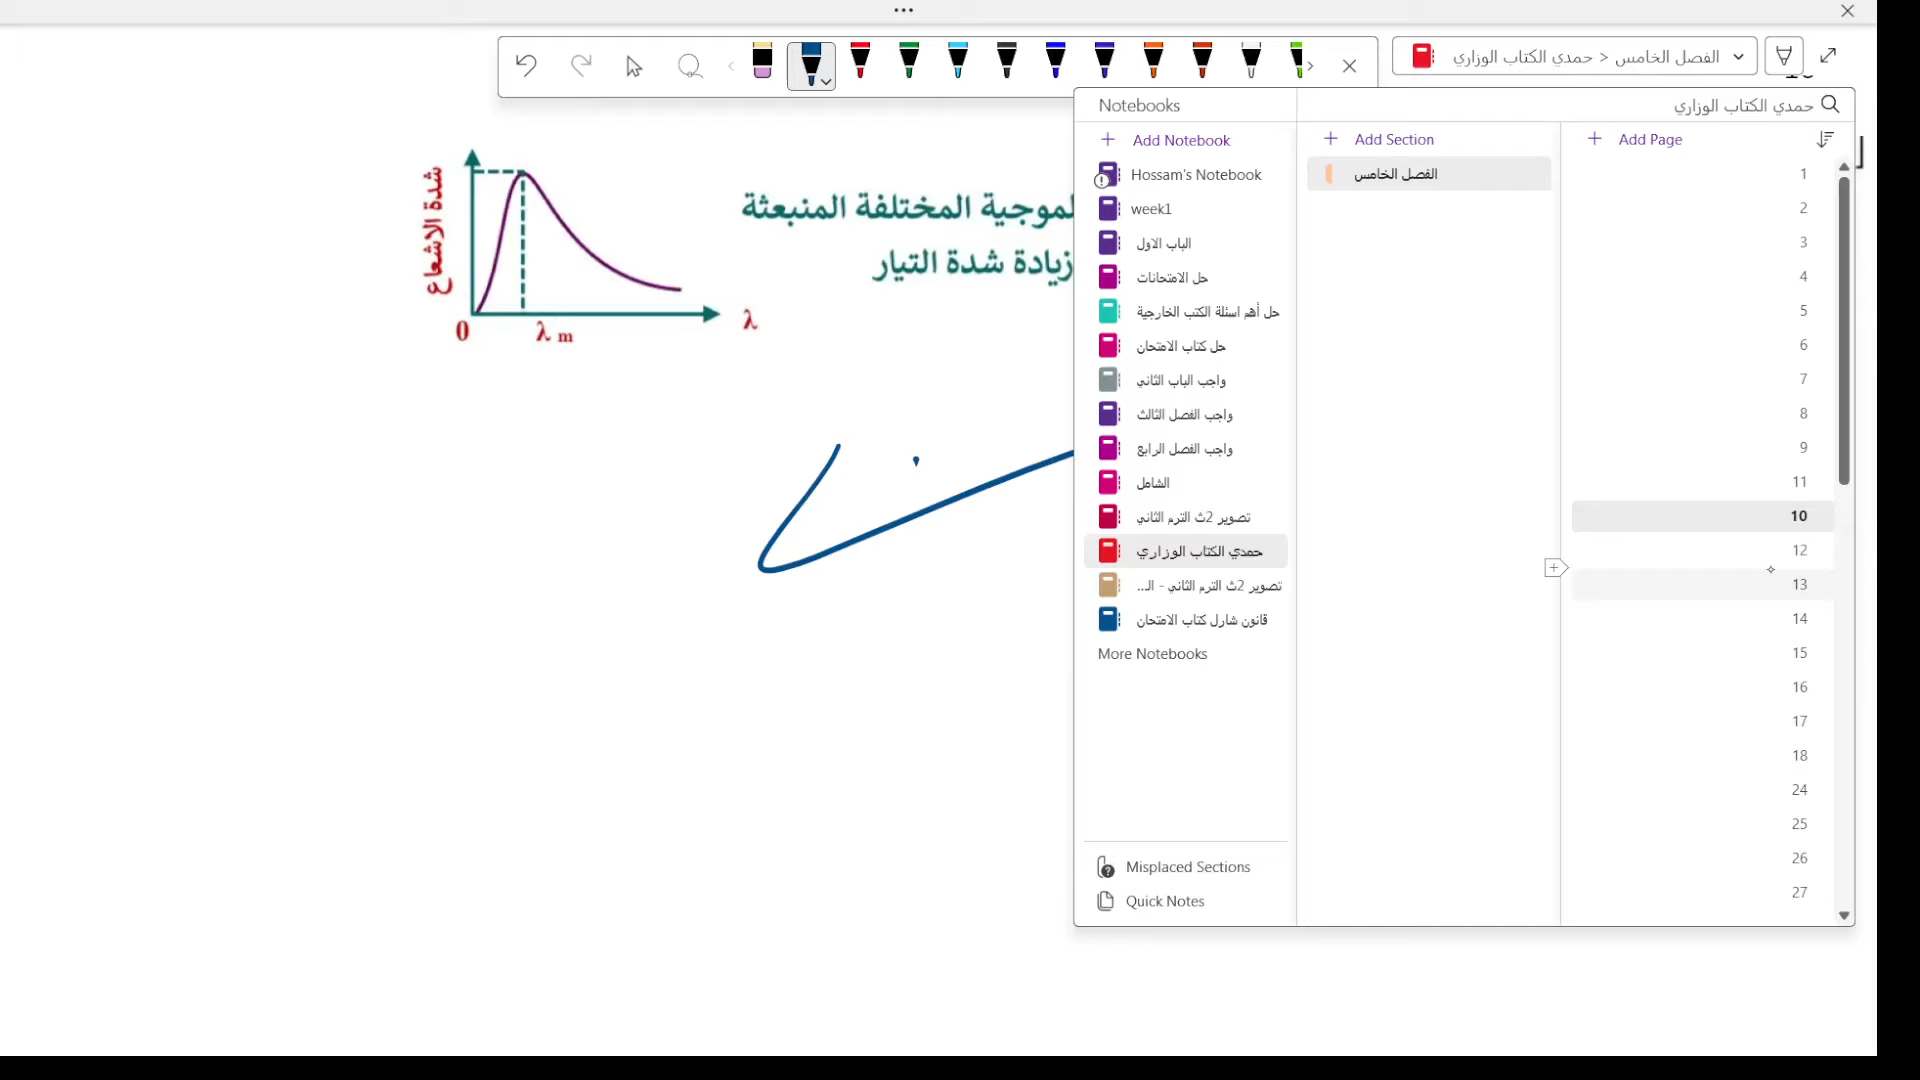 الفصل الخامس < حمدي الكتاب الوزاري
Notebooks
حمدي الكتاب الوزاري
Add Notebook
Add Section
Add Page
Hossam's Notebook
week1
الباب الاول
حل الامتحانات
حل أهم اسئلة الكتب الخارجية
حل كتاب الامتحان
واجب الباب الثاني
واجب الفصل الثالث
واجب الفصل الرابع
الشامل
تصوير 2ث الترم الثاني
حمدي الكتاب الوزاري
تصوير 2ث الترم الثاني - الـ...
قانون شارل كتاب الامتحان
More Notebooks
Misplaced Sections
Quick Notes
الفصل الخامس
1
2
3
4
5
6
7
8
9
11
10
12
13
14
15
16
17
18
24
25
26
27
لموجية المختلفة المنبعثة
زيادة شدة التيار
شدة الاشعاع
0
λ m
λ